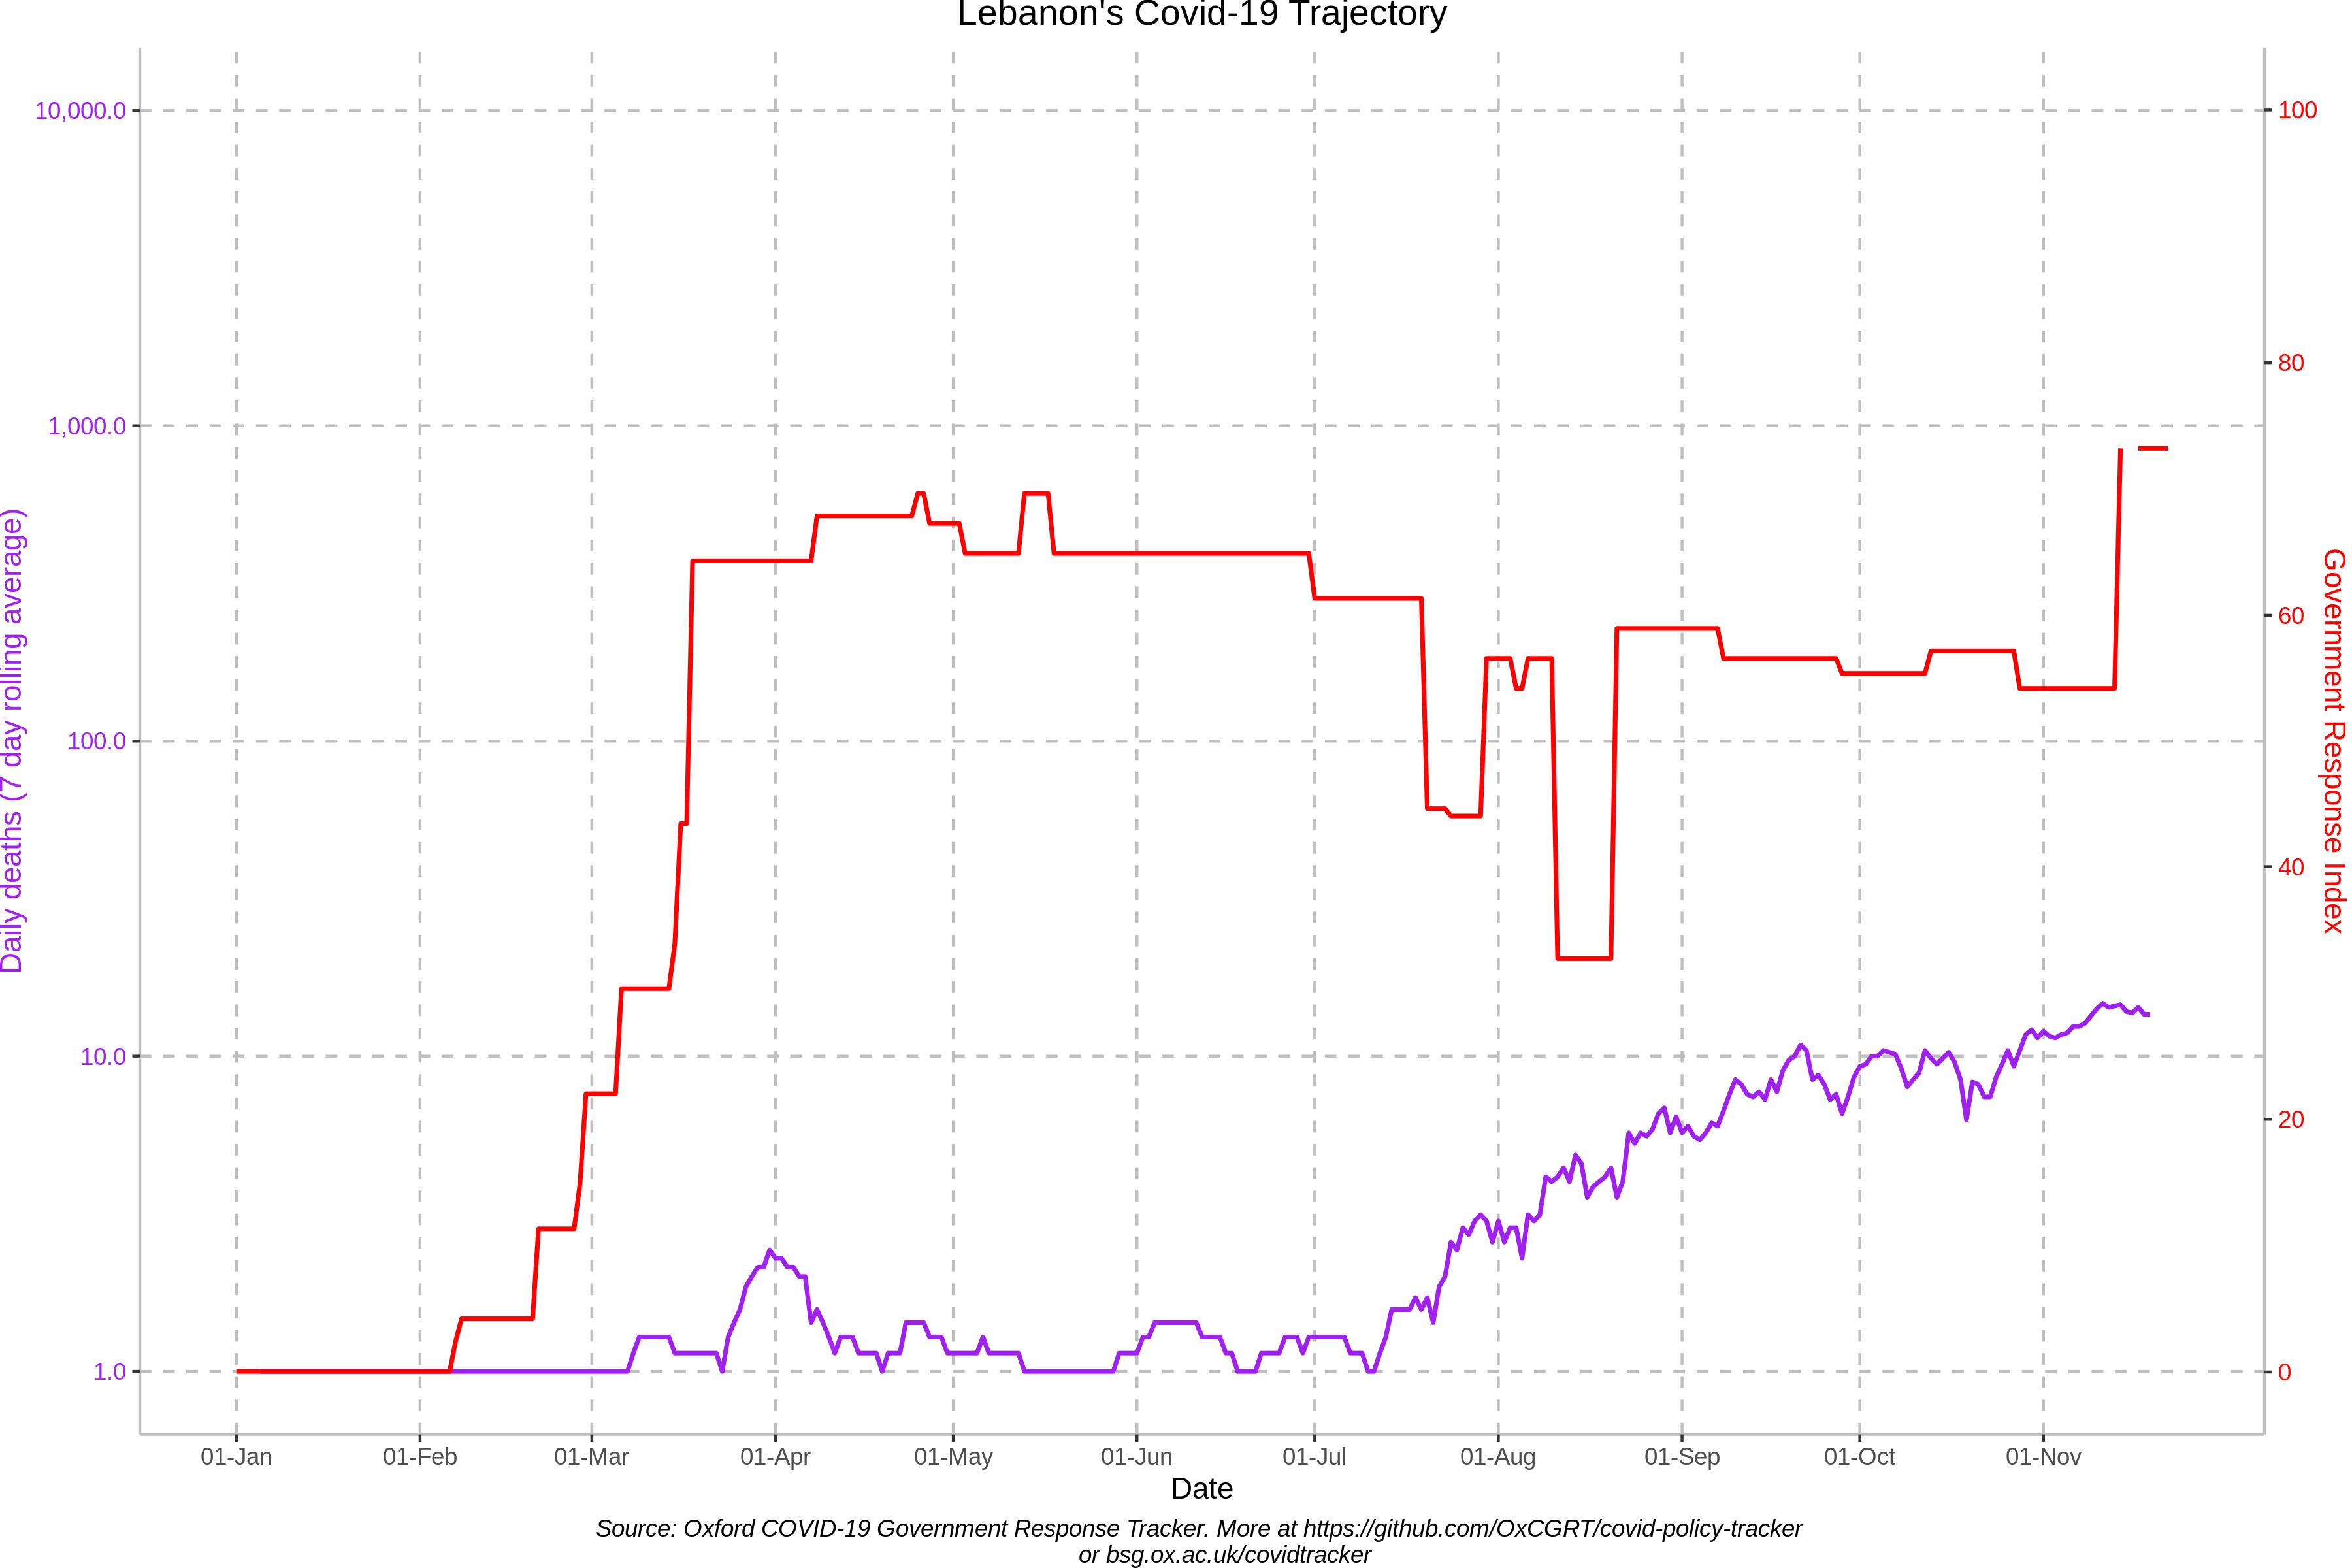 Lebanon's Covid-19 Trajectory
10,000.0
1,000.0
100.0
10.0
1.0
Daily deaths (7 day rolling average)
100
80
60
40
20
0
Government Response Index
01-Jan
01-Feb
01-Mar
01-Apr
01-May
01-Jun
01-Jul
01-Aug
01-Sep
01-Oct
01-Nov
Date
Source: Oxford COVID-19 Government Response Tracker. More at https://github.com/OxCGRT/covid-policy-tracker
or bsg.ox.ac.uk/covidtracker